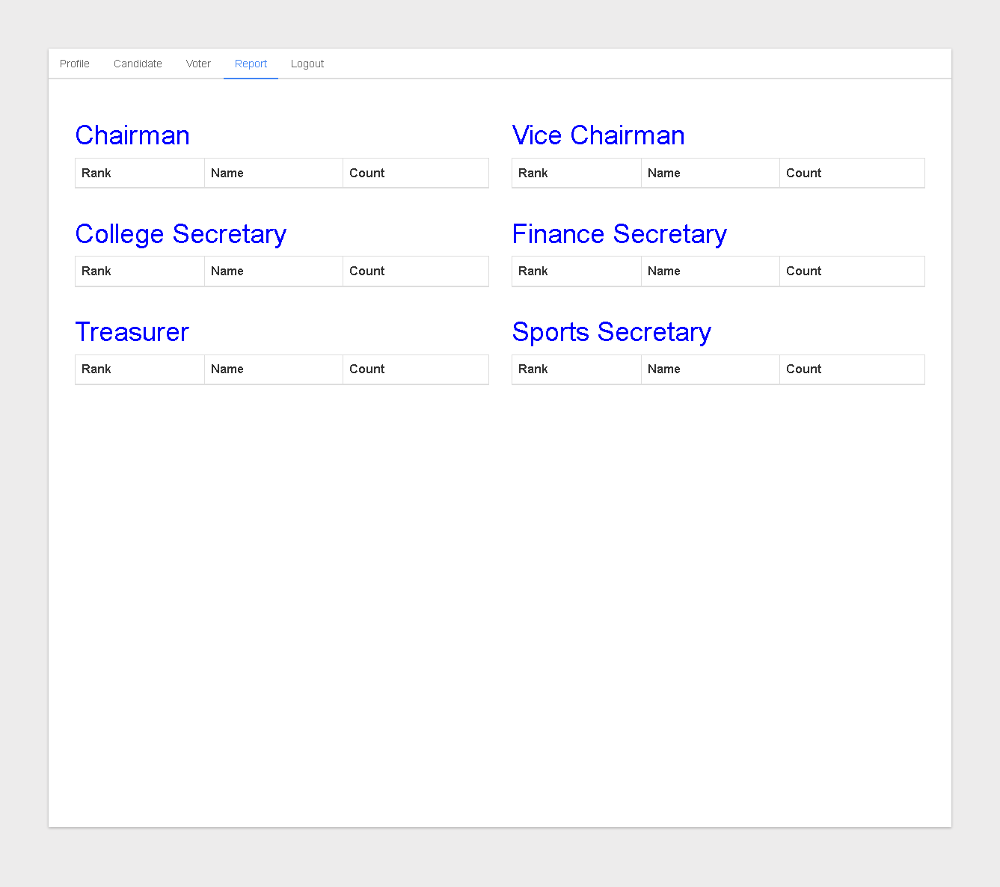 Profile Candidate Voter Report Logout
Chairman
Rank Name Count
Vice Chairman
Rank Name Count
College Secretary
Rank Name Count
Finance Secretary
Rank Name Count
Treasurer
Rank Name Count
Sports Secretary
Rank Name Count